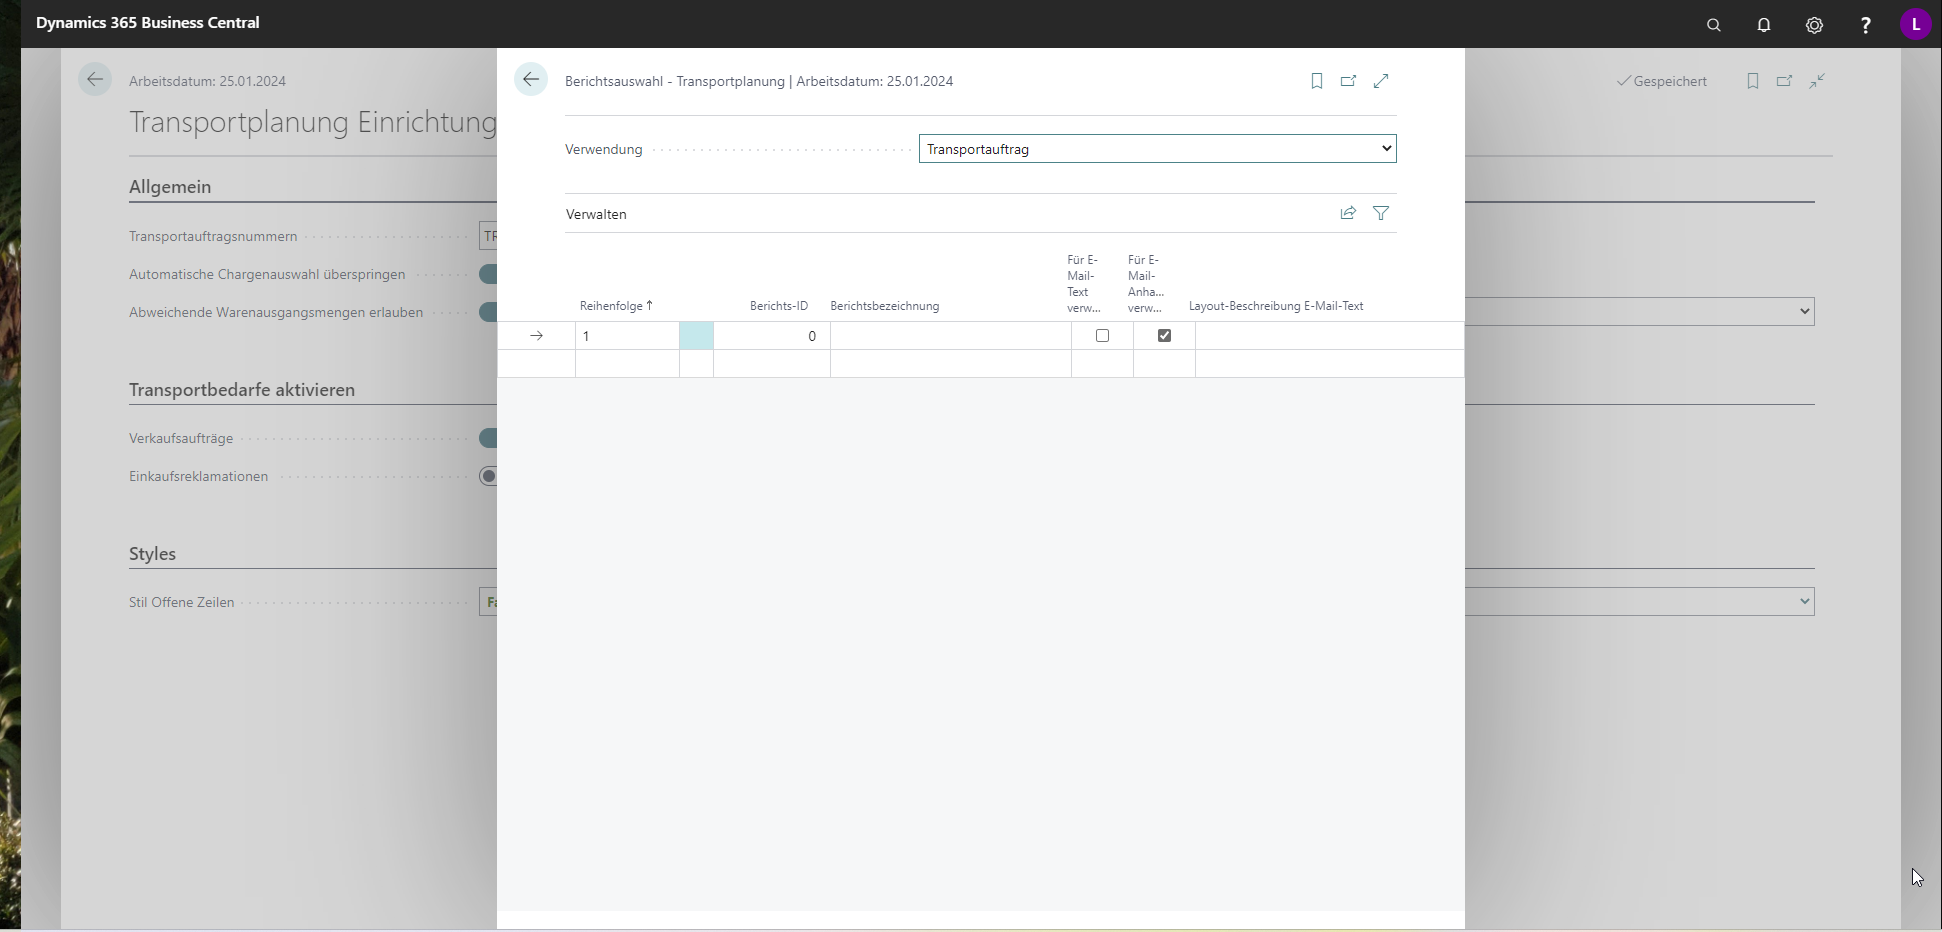 Dynamics 365 Business Central
?
L
Arbeitsdatum: 25.01.2024
Transportplanung Einrichtung
Gespeichert
Allgemein
Transportauftragsnummern
TR
Automatische Chargenauswahl überspringen
Abweichende Warenausgangsmengen erlauben
Transportbedarfe aktivieren
Verkaufsaufträge
Einkaufsreklamationen
Styles
Stil Offene Zeilen
Fa
Berichtsauswahl - Transportplanung | Arbeitsdatum: 25.01.2024
Verwendung
Transportauftrag
Verwalten
Reihenfolge ↑
Berichts-ID
Berichtsbezeichnung
Für E-
Mail-
Text
verw...
Für E-
Mail-
Anha...
verw...
Layout-Beschreibung E-Mail-Text
1
0